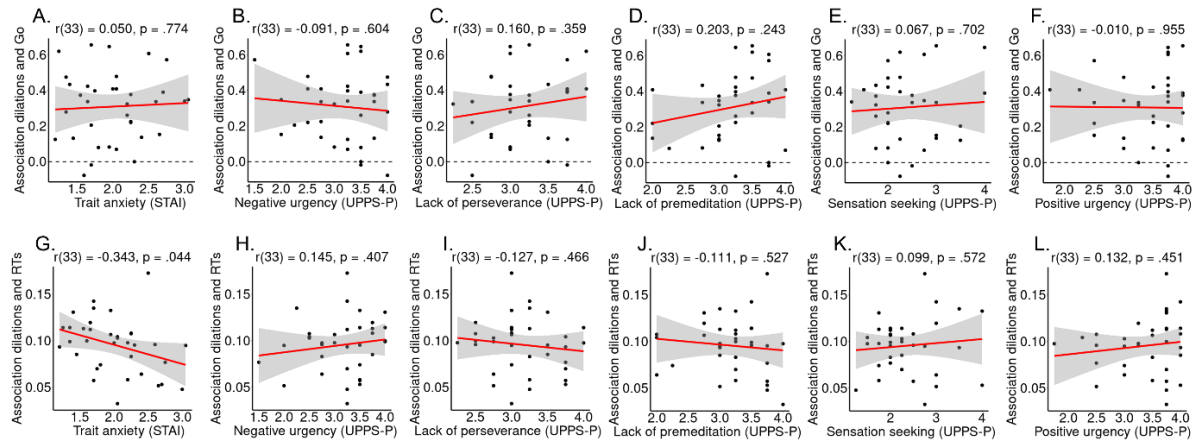 A. B. C. D. E. F.
r(33) = 0.050, p = .774 r(33) = -0.091, p = .604 r(33) = 0.160, p = .359 r(33) = 0.203, p = .243 r(33) = 0.067, p = .702 r(33) = -0.010, p = .955
Association dilations and Go
0.6
0.4
0.2
0.0
1.5 2.0 2.5 3.0
Trait anxiety (STAI)
Association dilations and Go
0.6
0.4
0.2
0.0
1.5 2.0 2.5 3.0 3.5 4.0
Negative urgency (UPPS-P)
Association dilations and Go
0.6
0.4
0.2
0.0
2.5 3.0 3.5 4.0
Lack of perseverance (UPPS-P)
Association dilations and Go
0.6
0.4
0.2
0.0
2.0 2.5 3.0 3.5 4.0
Lack of premeditation (UPPS-P)
Association dilations and Go
0.6
0.4
0.2
0.0
2 3 4
Sensation seeking (UPPS-P)
Association dilations and Go
0.6
0.4
0.2
0.0
2.0 2.5 3.0 3.5 4.0
Positive urgency (UPPS-P)
G. H. I. J. K. L.
r(33) = -0.343, p = .044 r(33) = 0.145, p = .407 r(33) = -0.127, p = .466 r(33) = -0.111, p = .527 r(33) = 0.099, p = .572 r(33) = 0.132, p = .451
Association dilations and RTs
0.15
0.10
0.05
1.5 2.0 2.5 3.0
Trait anxiety (STAI)
Association dilations and RTs
0.15
0.10
0.05
1.5 2.0 2.5 3.0 3.5 4.0
Negative urgency (UPPS-P)
Association dilations and RTs
0.15
0.10
0.05
2.5 3.0 3.5 4.0
Lack of perseverance (UPPS-P)
Association dilations and RTs
0.15
0.10
0.05
2.0 2.5 3.0 3.5 4.0
Lack of premeditation (UPPS-P)
Association dilations and RTs
0.15
0.10
0.05
2 3 4
Sensation seeking (UPPS-P)
Association dilations and RTs
0.15
0.10
0.05
2.0 2.5 3.0 3.5 4.0
Positive urgency (UPPS-P)